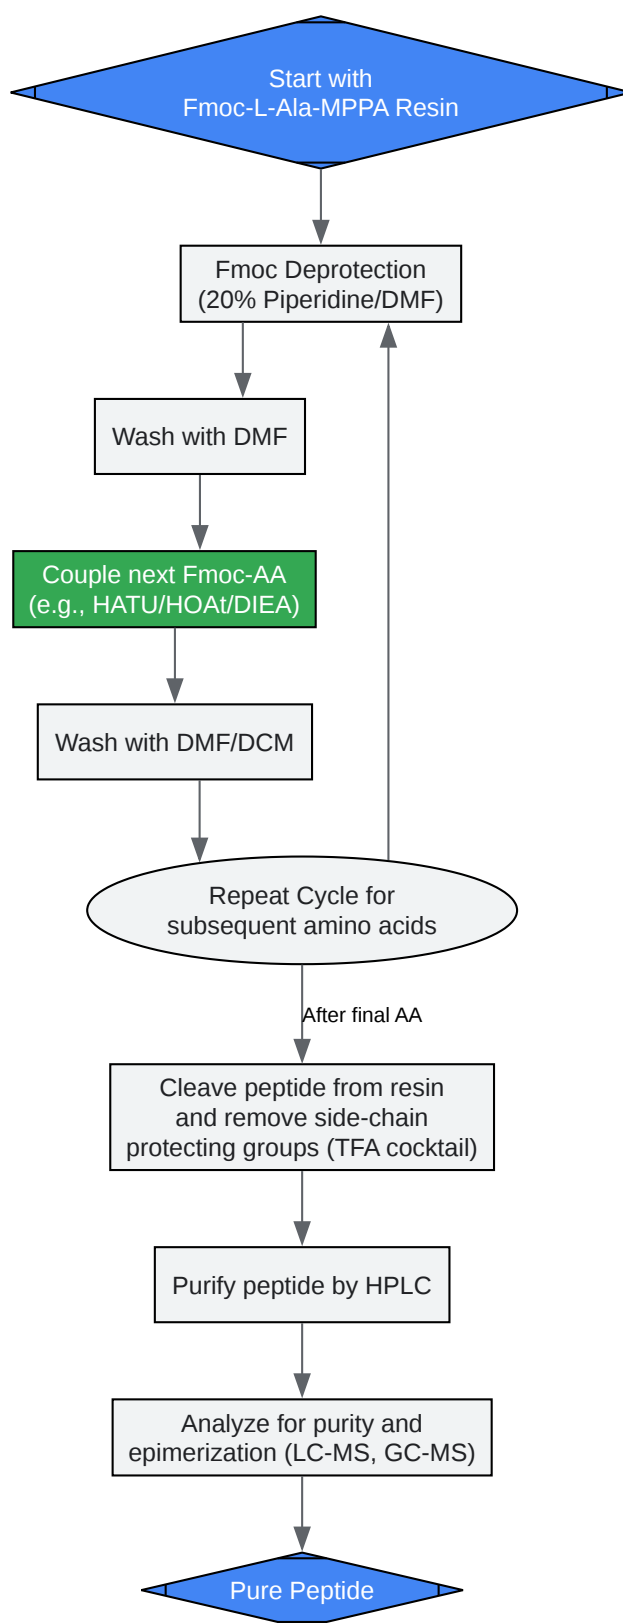 Start with
Fmoc-L-Ala-MPPA Resin
Fmoc Deprotection
(20% Piperidine/DMF)
Wash with DMF
Couple next Fmoc-AA
(e.g., HATU/HOAt/DIEA)
Wash with DMF/DCM
Repeat Cycle for
subsequent amino acids
After final AA
Cleave peptide from resin
and remove side-chain
protecting groups (TFA cocktail)
Purify peptide by HPLC
Analyze for purity and
epimerization (LC-MS, GC-MS)
Pure Peptide